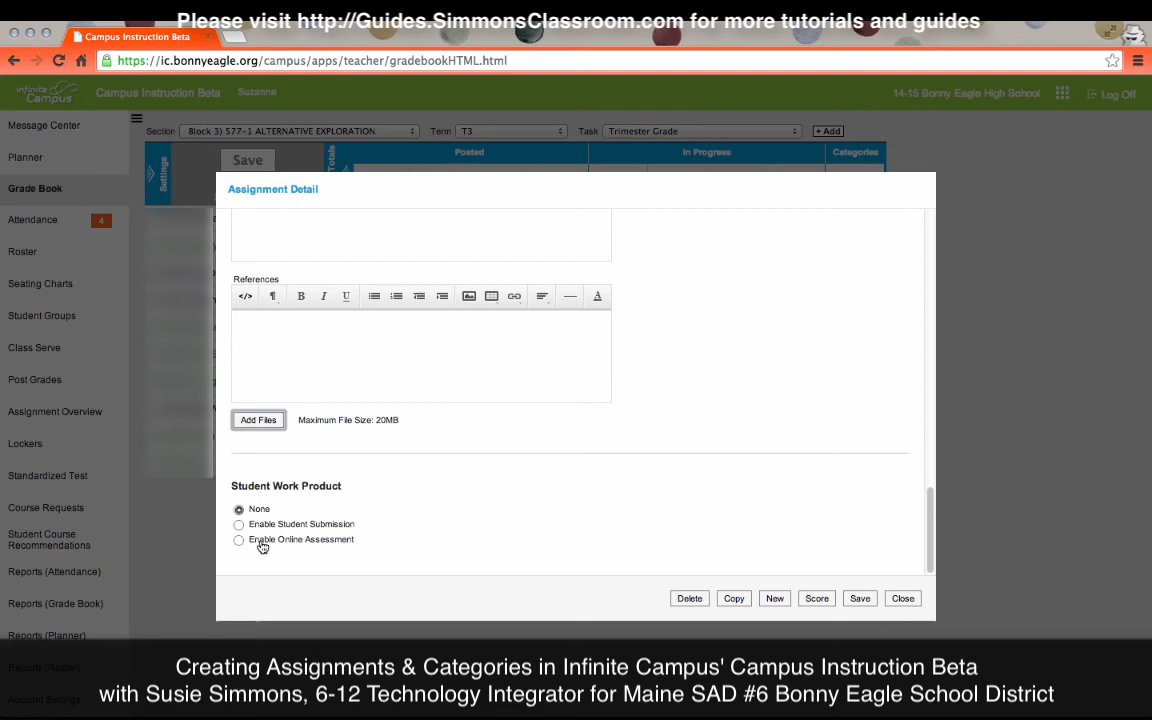 Please visit http://Guides.SimmonsClassroom.com for more tutorials and guides
Campus Instruction Beta
https://ic.bonnyeagle.org/campus/apps/teacher/gradebookHTML.html
Infinite Campus
Campus Instruction Beta
Suzanne
14-15 Bonny Eagle High School
Log Off
Message Center
Planner
Grade Book
Attendance 4
Roster
Seating Charts
Student Groups
Class Serve
Post Grades
Assignment Overview
Lockers
Standardized Test
Course Requests
Student Course
Recommendations
Reports (Attendance)
Reports (Grade Book)
Reports (Planner)
Reports (Roster)
Account Settings
Section Block 3) 577-1 ALTERNATIVE EXPLORATION Term T3 Task Trimester Grade + Add
Settings
Save
Totals
Posted
In Progress
Categories
Assignment Detail
References
</> ¶ B I U A
Add Files Maximum File Size: 20MB
Student Work Product
None
Enable Student Submission
Enable Online Assessment
Delete Copy New Score Save Close
Creating Assignments & Categories in Infinite Campus' Campus Instruction Beta
with Susie Simmons, 6-12 Technology Integrator for Maine SAD #6 Bonny Eagle School District